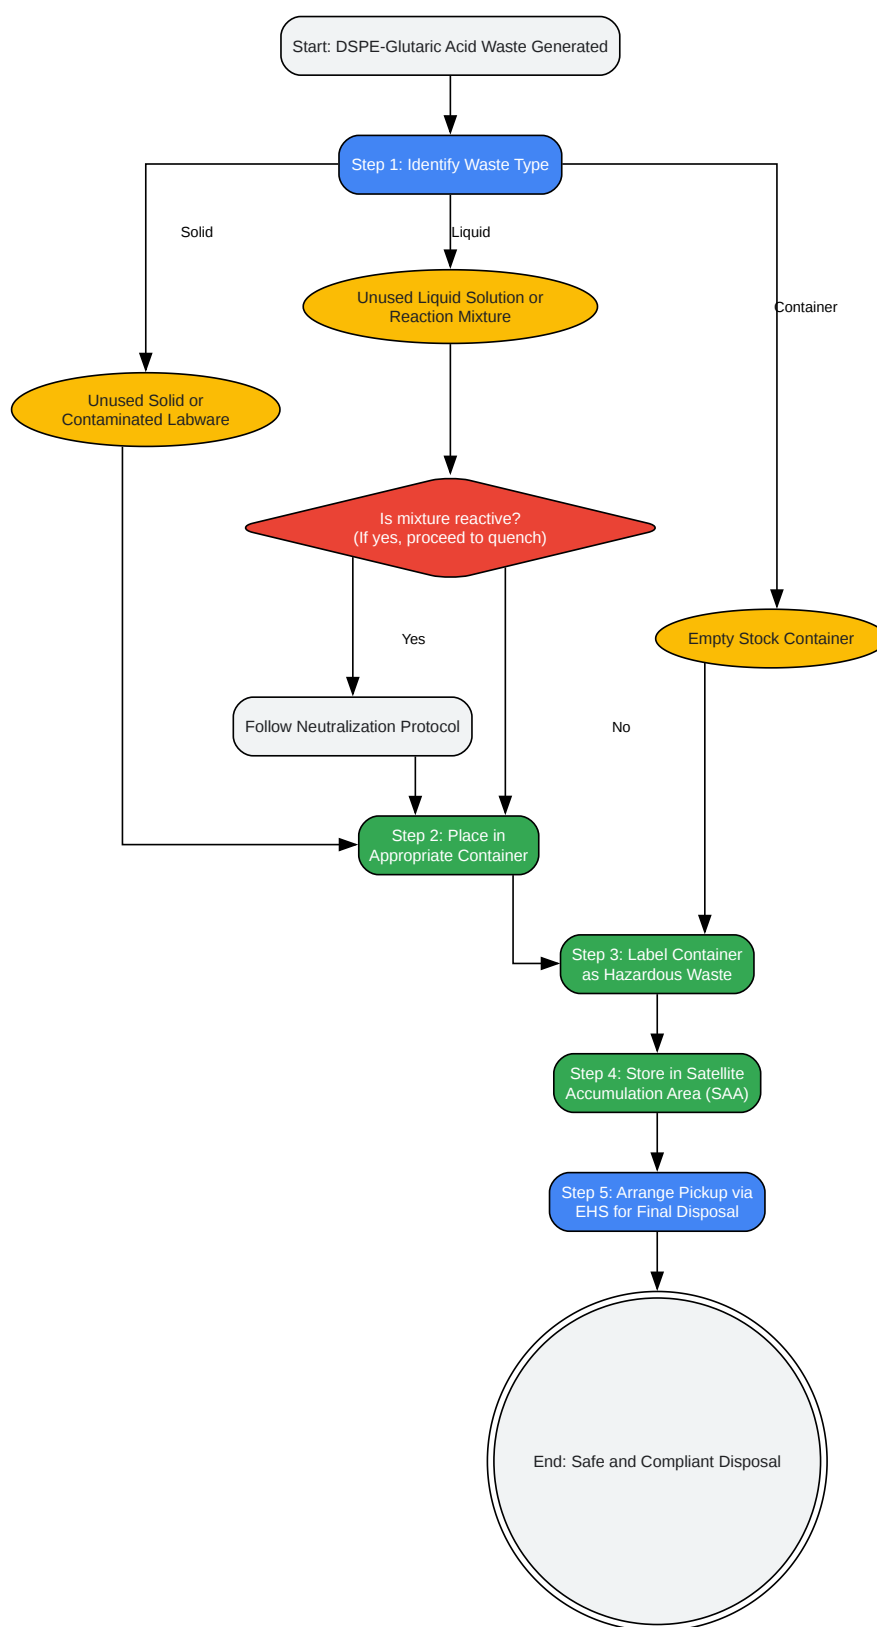 Start: DSPE-Glutaric Acid Waste Generated
Step 1: Identify Waste Type
Solid
Liquid
Unused Liquid Solution or
Reaction Mixture
Container
Unused Solid or
Contaminated Labware
Is mixture reactive?
(If yes, proceed to quench)
Yes
Empty Stock Container
Follow Neutralization Protocol
No
Step 2: Place in
Appropriate Container
Step 3: Label Container
as Hazardous Waste
Step 4: Store in Satellite
Accumulation Area (SAA)
Step 5: Arrange Pickup via
EHS for Final Disposal
End: Safe and Compliant Disposal